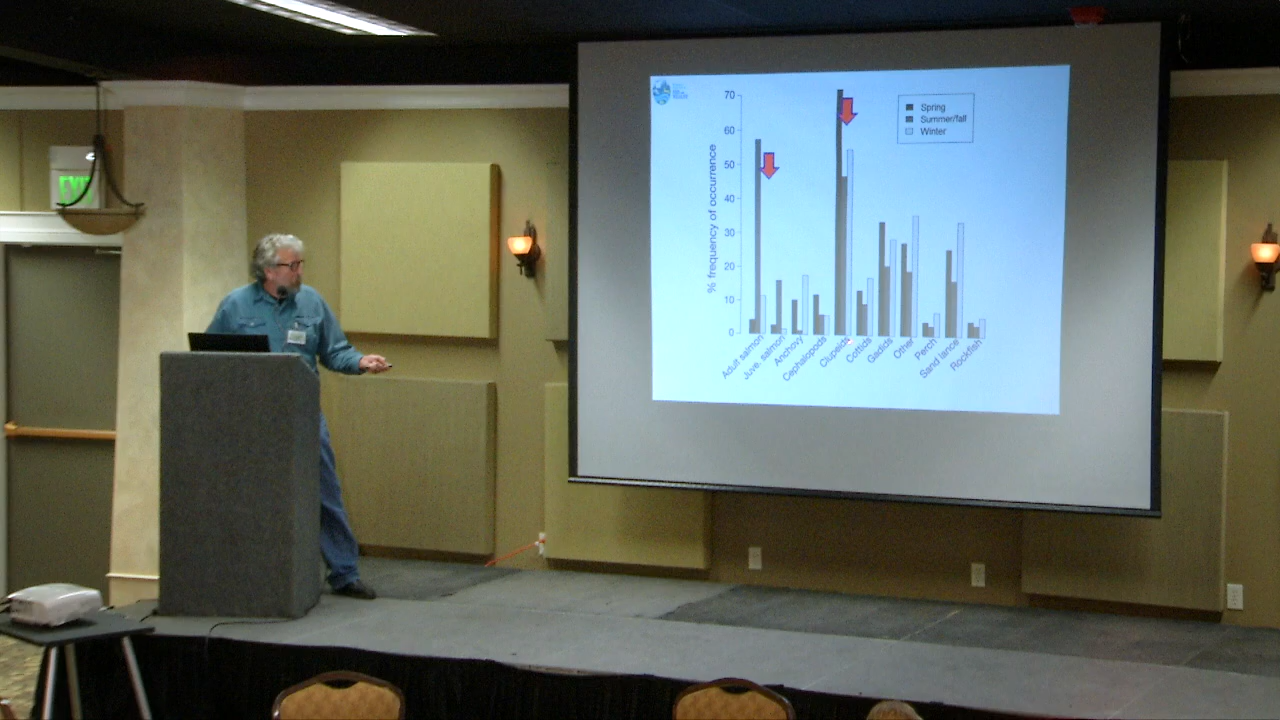 EXIT
70
60
50
40
30
20
10
0
% frequency of occurrence
Spring
Summer/fall
Winter
Adult salmon
Juve. salmon
Anchovy
Cephalopods
Clupeids
Cottids
Gadids
Other
Perch
Sand lance
Rockfish